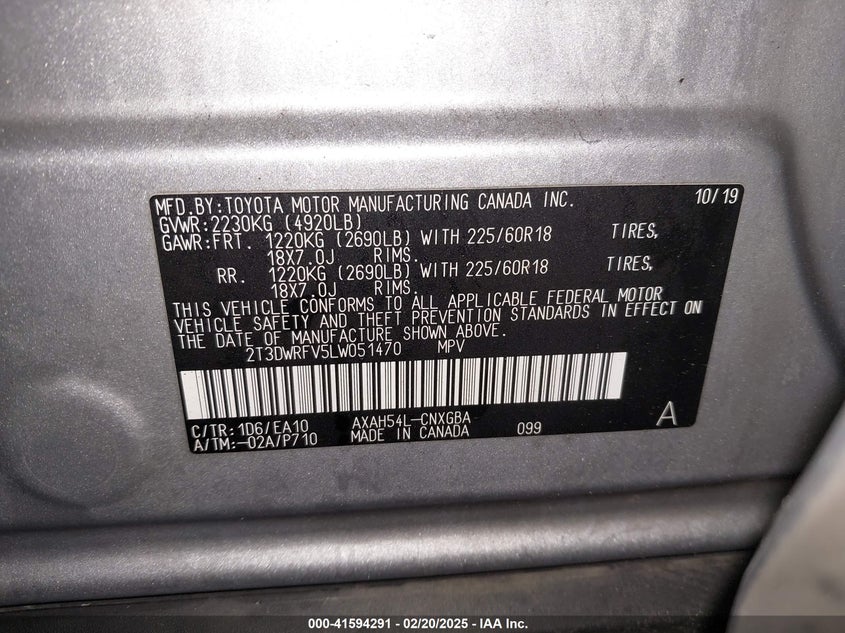 MFD.BY:TOYOTA MOTOR MANUFACTURING CANADA INC. 10/19
GVWR:2230KG (4920LB)
GAWR:FRT. 1220KG (2690LB) WITH 225/60R18 TIRES,
18X7.0J RIMS.
RR. 1220KG (2690LB) WITH 225/60R18 TIRES,
18X7.0J RIMS.
THIS VEHICLE CONFORMS TO ALL APPLICABLE FEDERAL MOTOR
VEHICLE SAFETY AND THEFT PREVENTION STANDARDS IN EFFECT ON
THE DATE OF MANUFACTURE SHOWN ABOVE.
2T3DWRFV5LW051470 MPV
C/TR:1D6/EA10 AXAH54L-CNXGBA
A/TM:-02A/P710 MADE IN CANADA 099 A
000-41594291 - 02/20/2025 - IAA Inc.